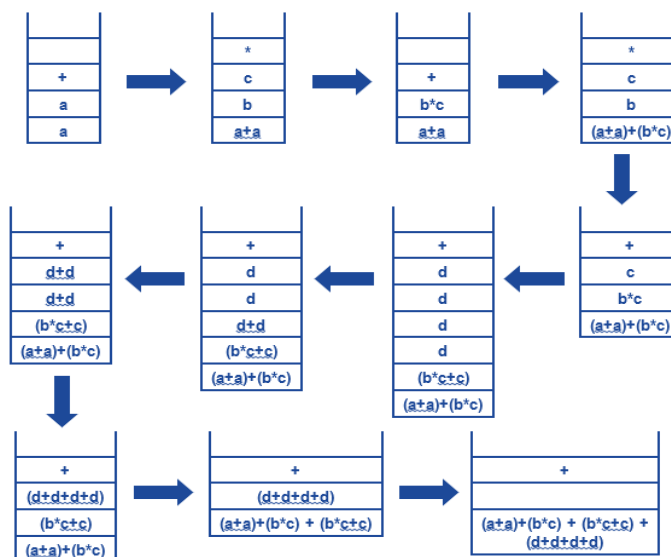 +
a
a
*
c
b
a+a
+
b*c
a+a
*
c
b
(a+a)+(b*c)
+
c
b*c
(a+a)+(b*c)
+
d
d
d
d
(b*c+c)
(a+a)+(b*c)
+
d
d
d+d
(b*c+c)
(a+a)+(b*c)
+
d+d
d+d
(b*c+c)
(a+a)+(b*c)
+
(d+d+d+d)
(b*c+c)
(a+a)+(b*c)
+
(d+d+d+d)
(a+a)+(b*c) + (b*c+c)
+
(a+a)+(b*c) + (b*c+c) +
(d+d+d+d)